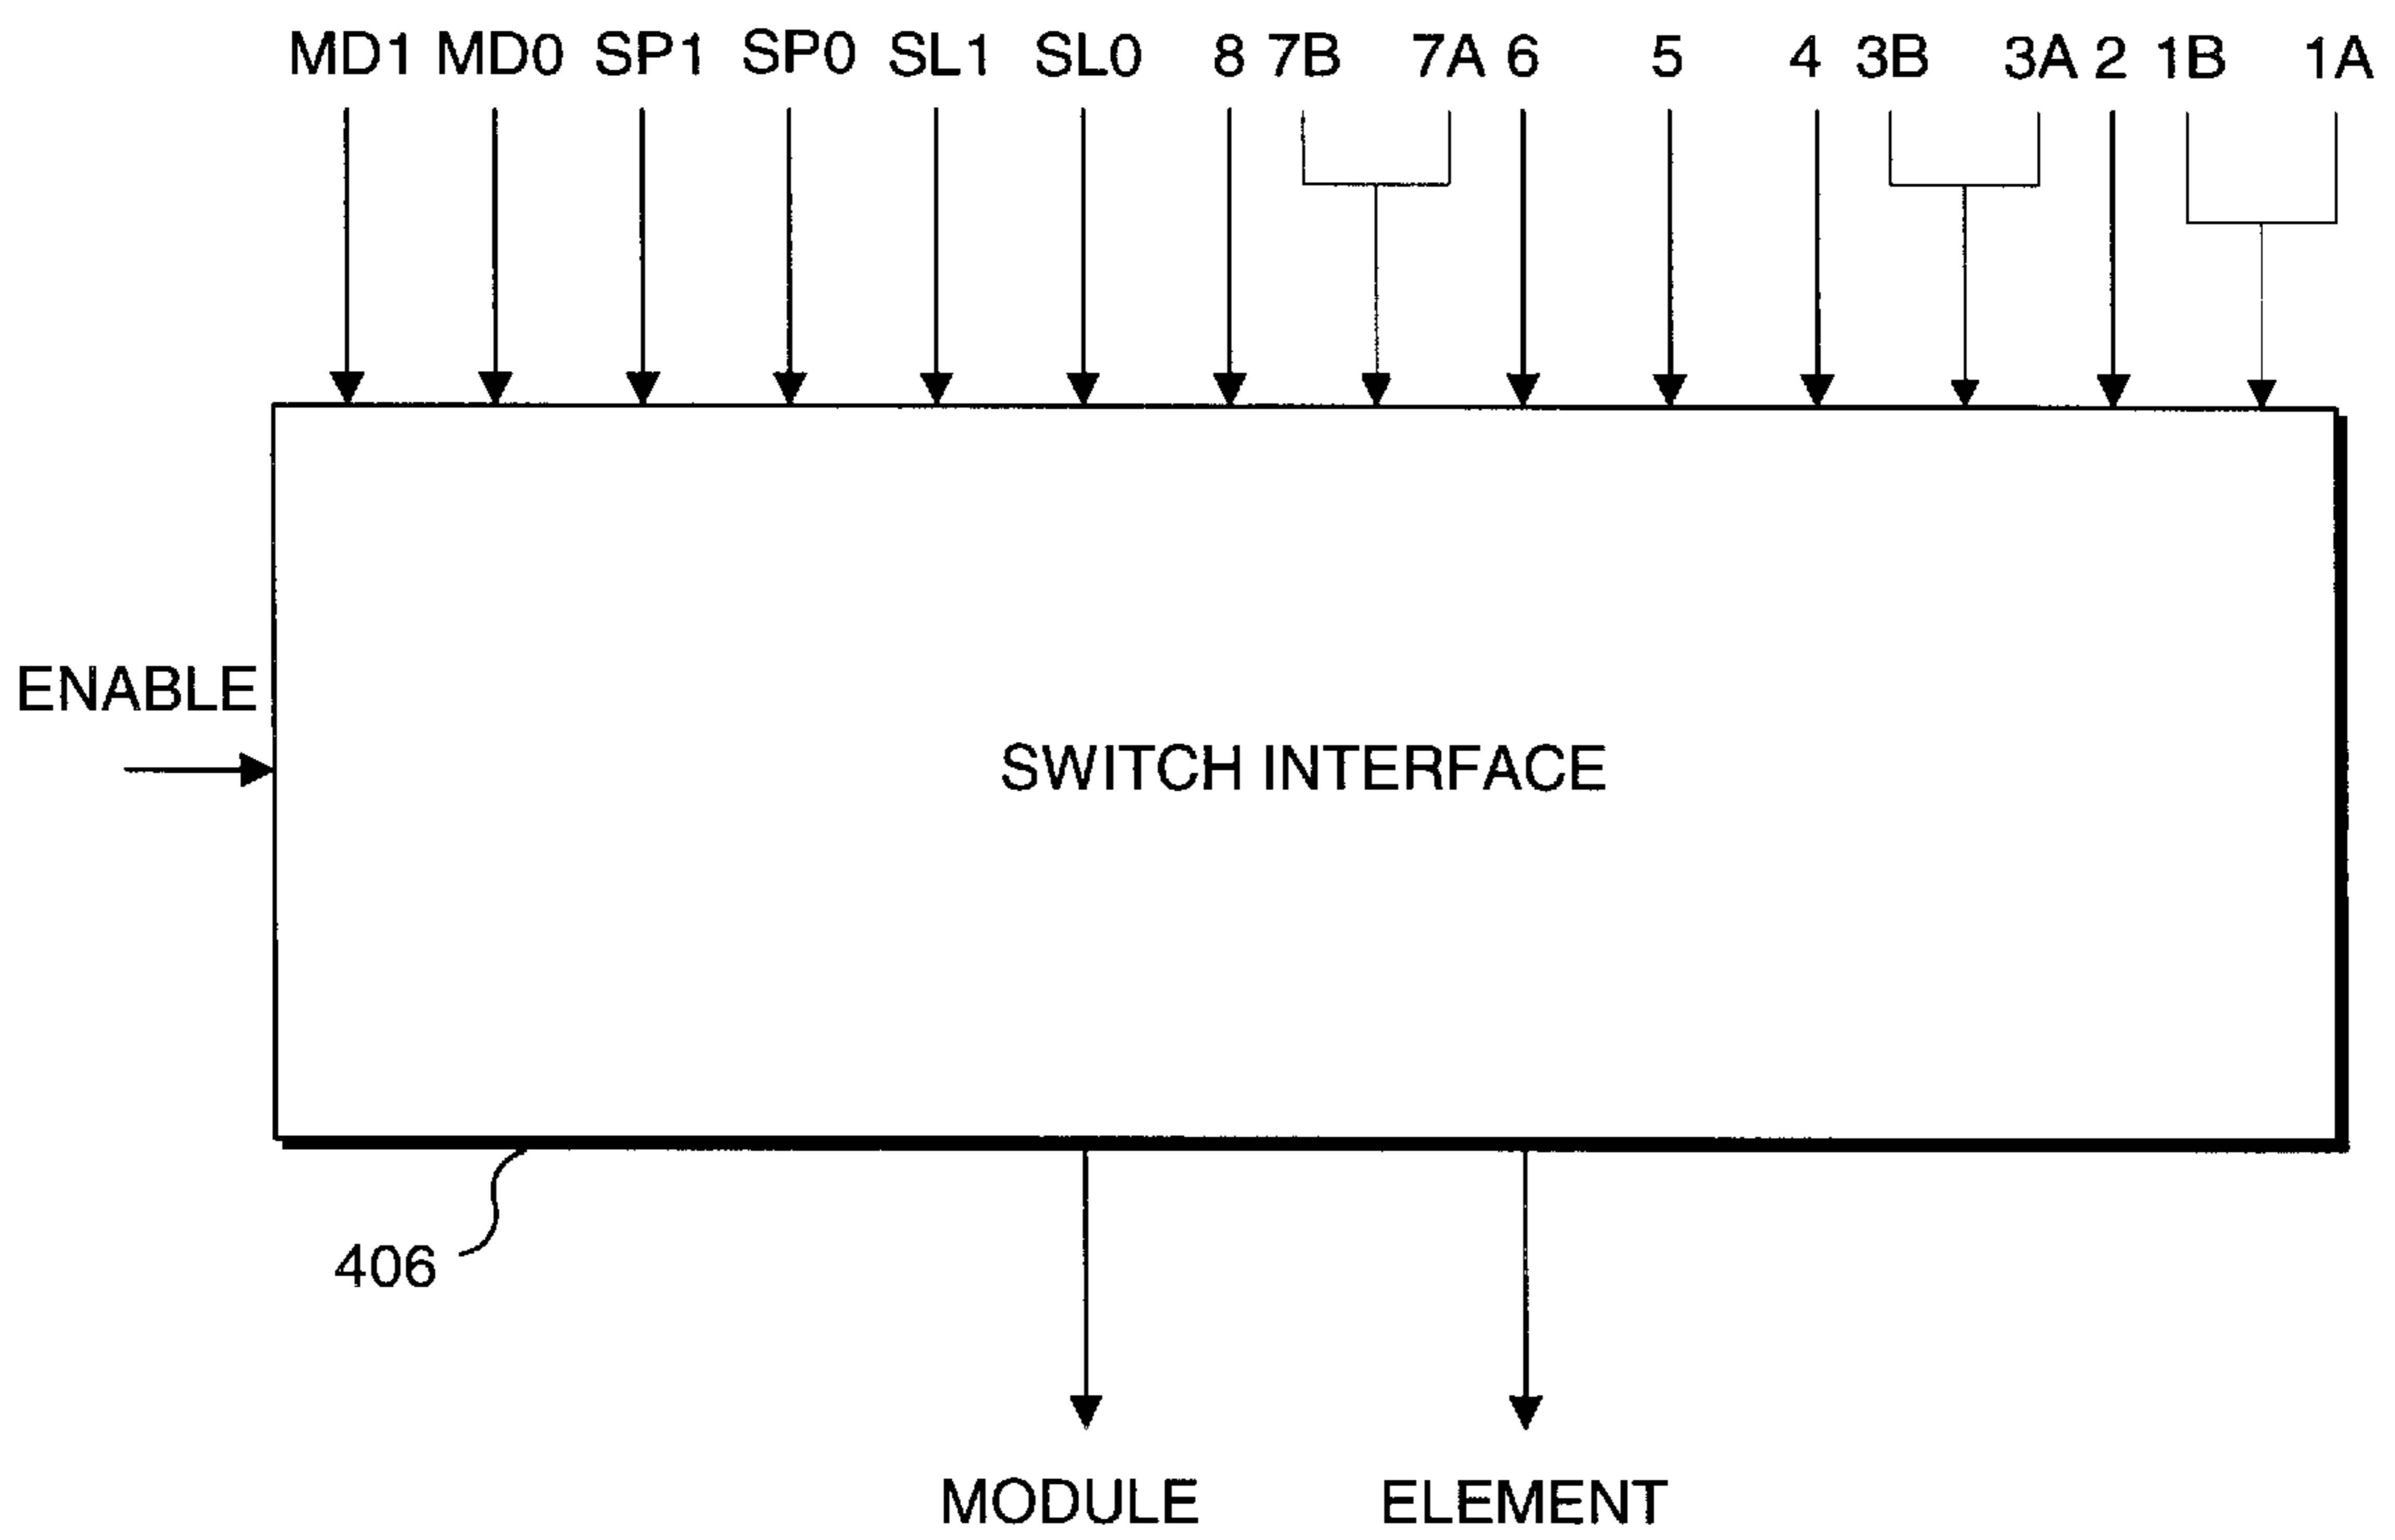 MD1 MD0 SP1 SP0 SL1 SL0 8 7B 7A 6 5 4 3B 3A 2 1B 1A
ENABLE
SWITCH INTERFACE
406
MODULE ELEMENT